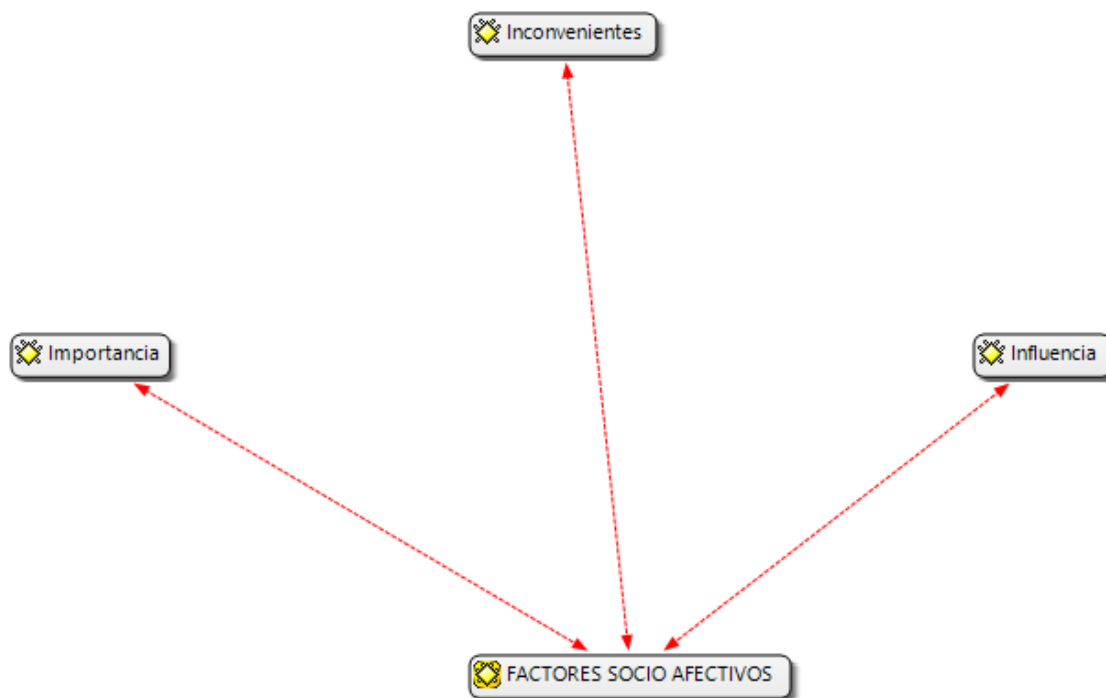 Inconvenientes
Importancia
Influencia
FACTORES SOCIO AFECTIVOS